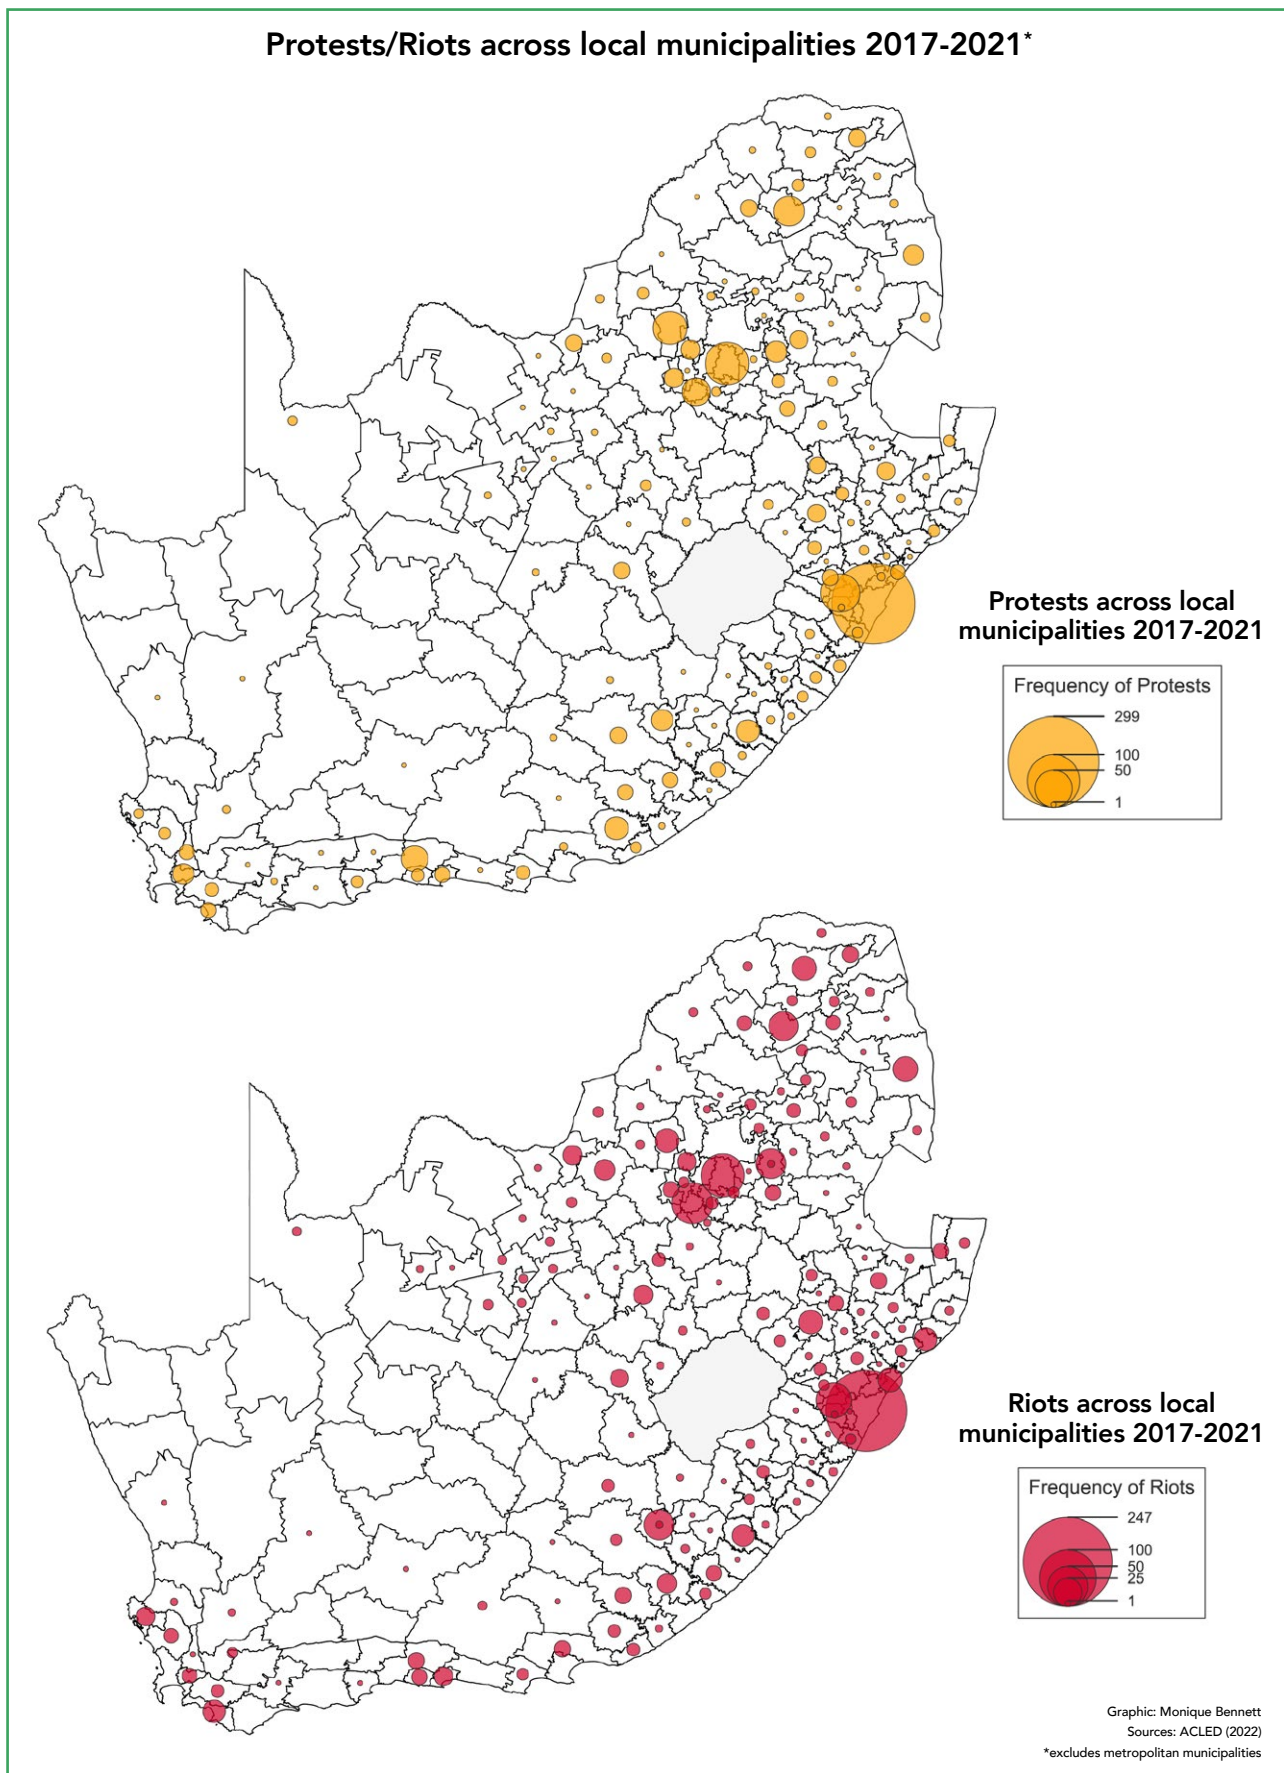 Protests/Riots across local municipalities 2017-2021*
Protests across local
municipalities 2017-2021
Frequency of Protests
299
100
50
1
Riots across local
municipalities 2017-2021
Frequency of Riots
247
100
50
25
1
Graphic: Monique Bennett
Sources: ACLED (2022)
*excludes metropolitan municipalities